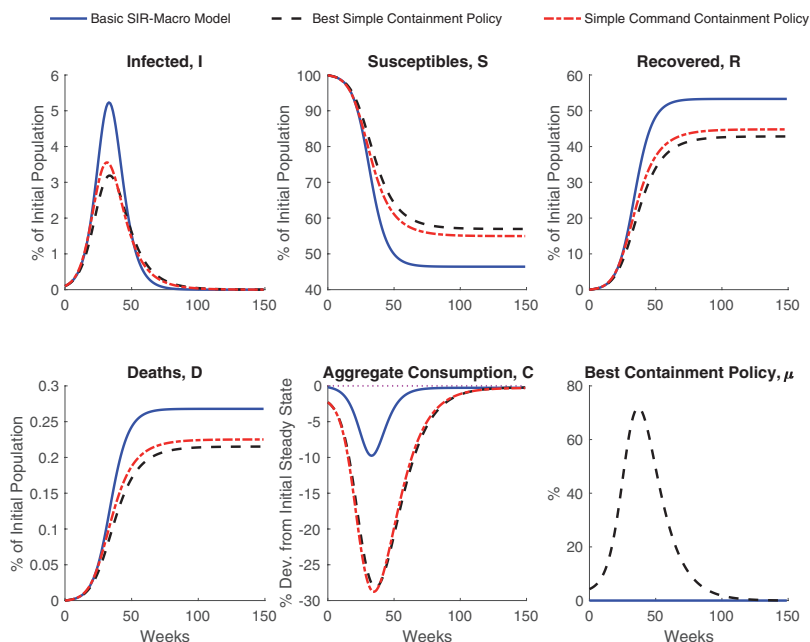 Basic SIR-Macro Model
Best Simple Containment Policy
Simple Command Containment Policy
Infected, I
% of Initial Population
6
5
4
3
2
1
0
0 50 100 150
Susceptibles, S
% of Initial Population
100
90
80
70
60
50
40
0 50 100 150
Recovered, R
% of Initial Population
60
50
40
30
20
10
0
0 50 100 150
Deaths, D
% of Initial Population
0.3
0.25
0.2
0.15
0.1
0.05
0
0 50 100 150
Weeks
Aggregate Consumption, C
% Dev. from Initial Steady State
0
-5
-10
-15
-20
-25
-30
0 50 100 150
Weeks
Best Containment Policy, μ
%
80
60
40
20
0
0 50 100 150
Weeks